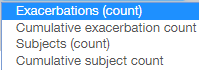 Exacerbations (count)
Cumulative exacerbation count
Subjects (count)
Cumulative subject count